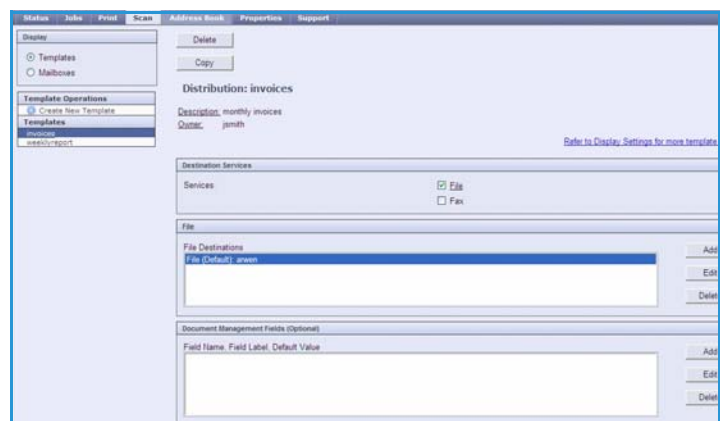 Status Jobs Print Scan Address Book Properties Support
Display
Templates
Mailboxes
Template Operations
Create New Template
Templates
invoices
weeklyreport
Delete
Copy
Distribution: invoices
Description: monthly invoices
Owner: jsmith
Refer to Display Settings for more template
Destination Services
Services
File
Fax
File
File Destinations
File (Default): arwen
Add
Edit
Delet
Document Management Fields (Optional)
Field Name, Field Label, Default Value
Add
Edit
Delet